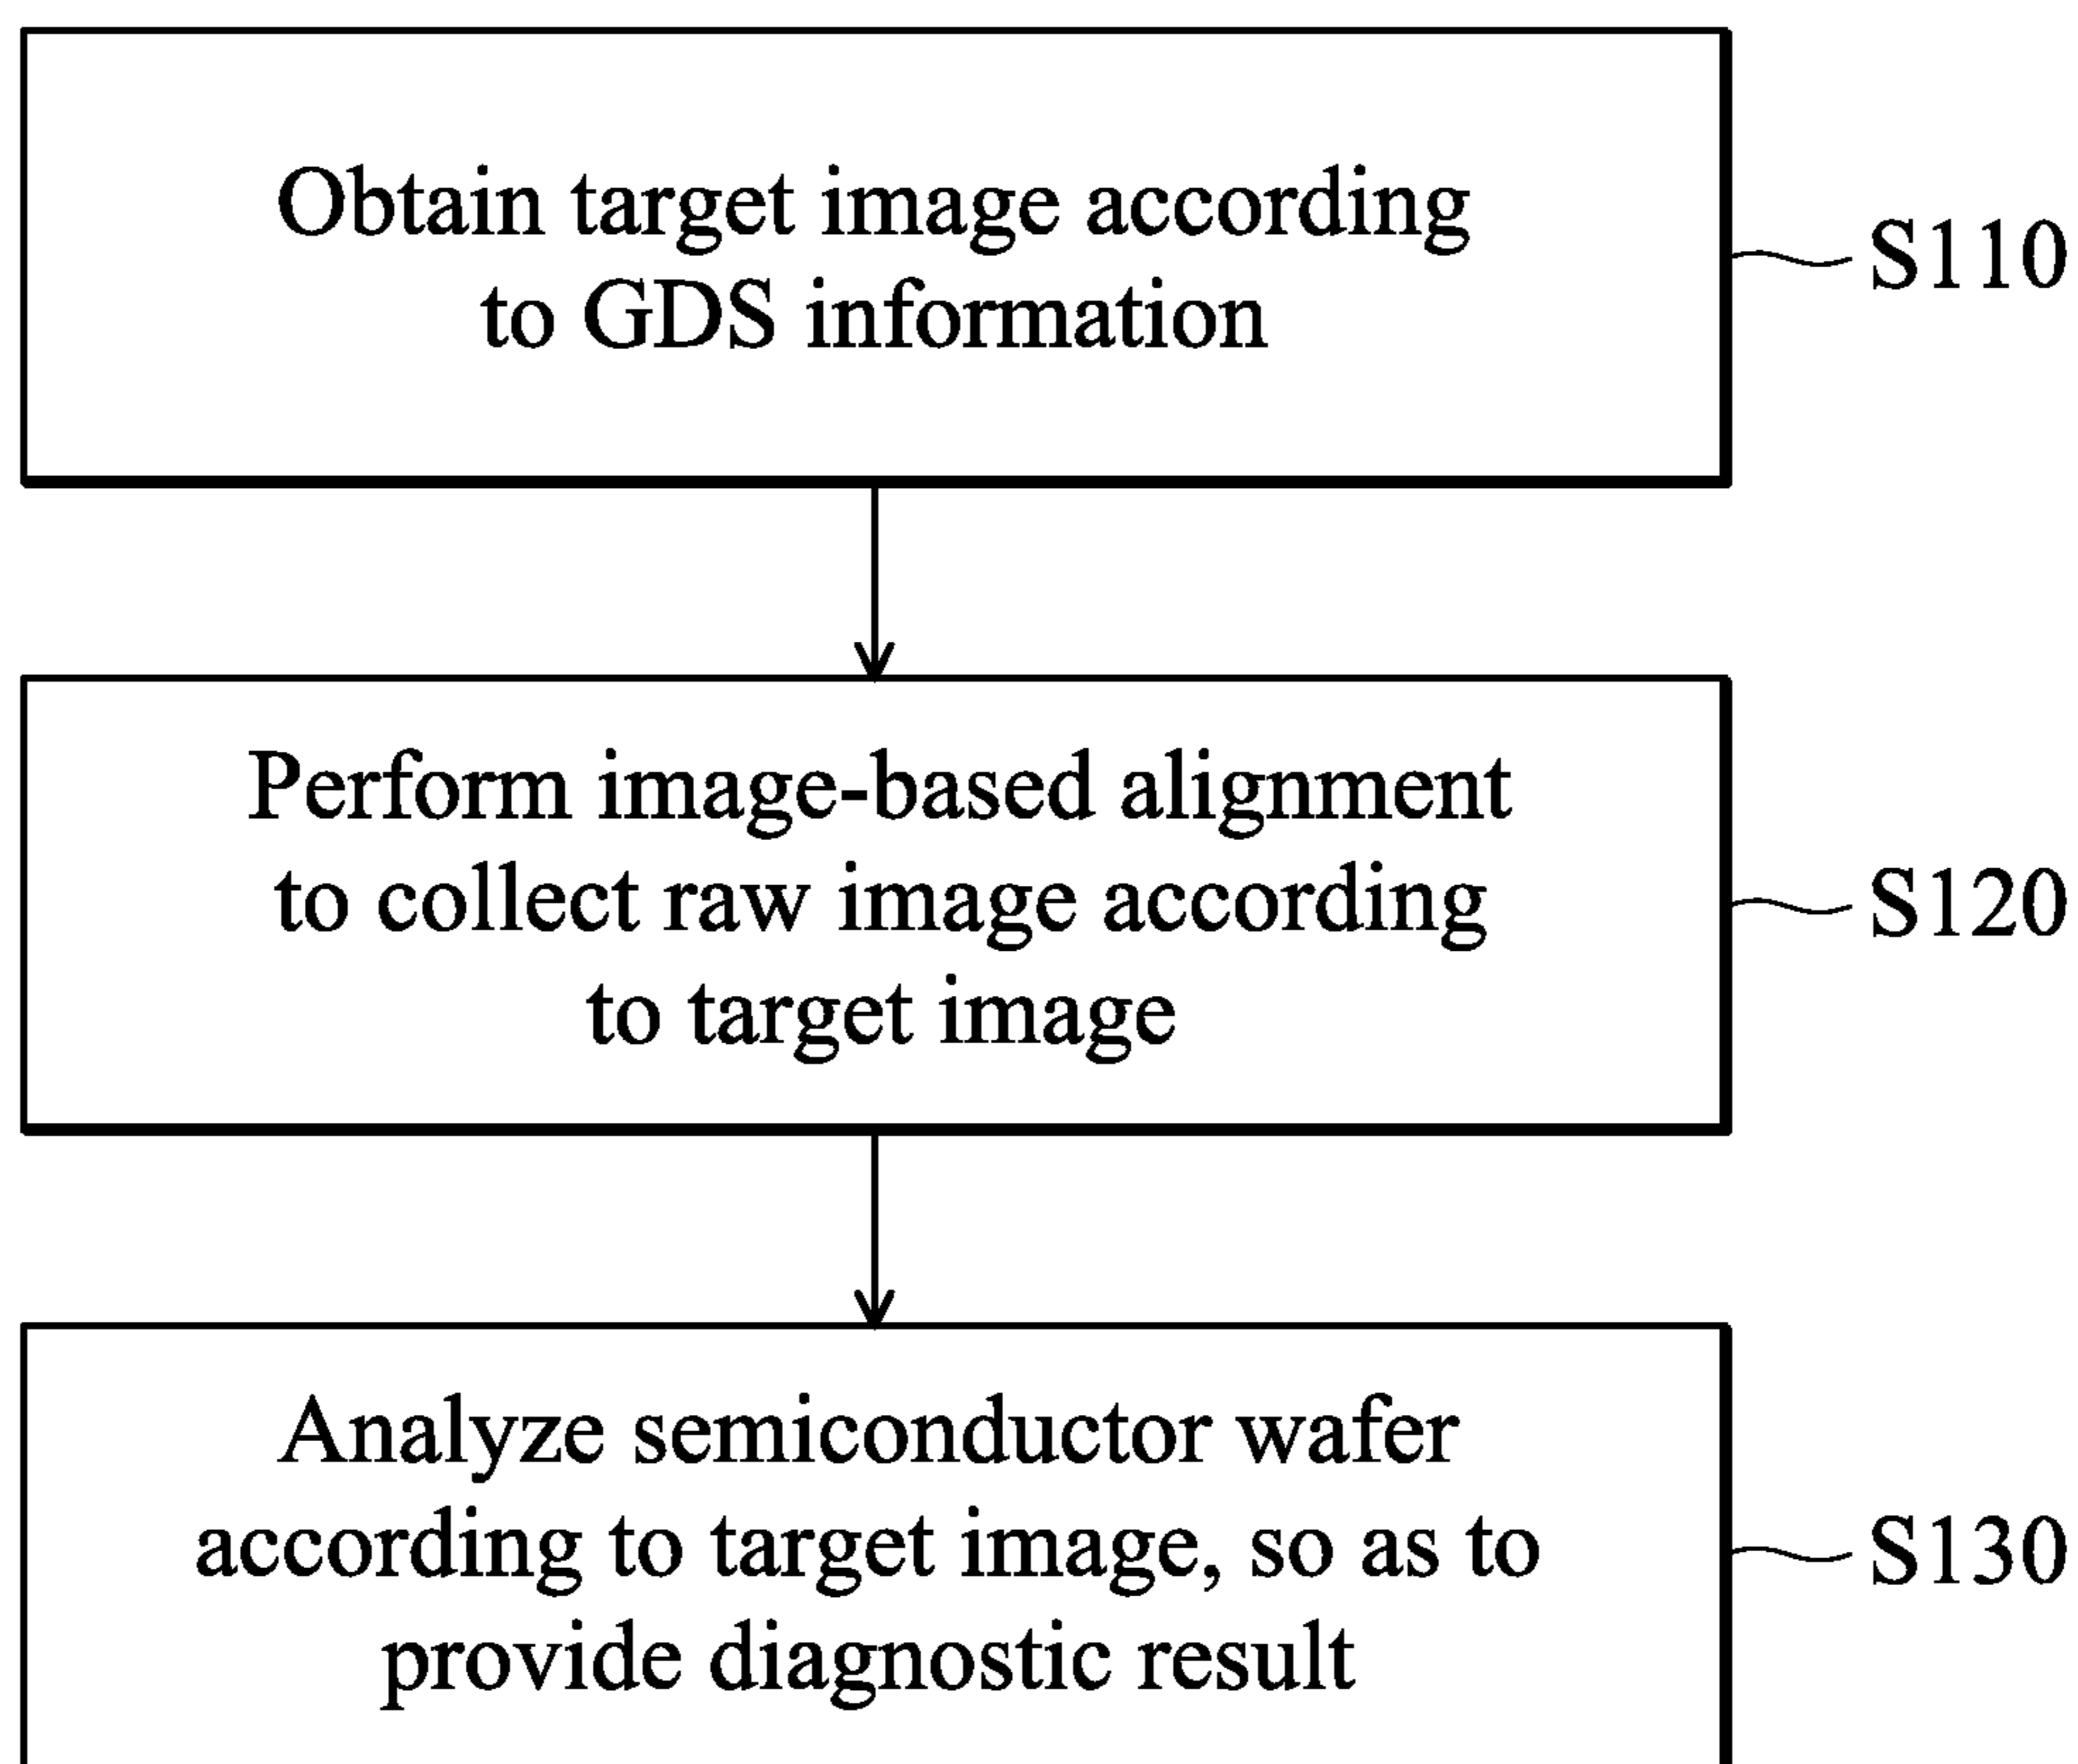 Obtain target image according
to GDS information
S110
Perform image-based alignment
to collect raw image according
to target image
S120
Analyze semiconductor wafer
according to target image, so as to
provide diagnostic result
S130